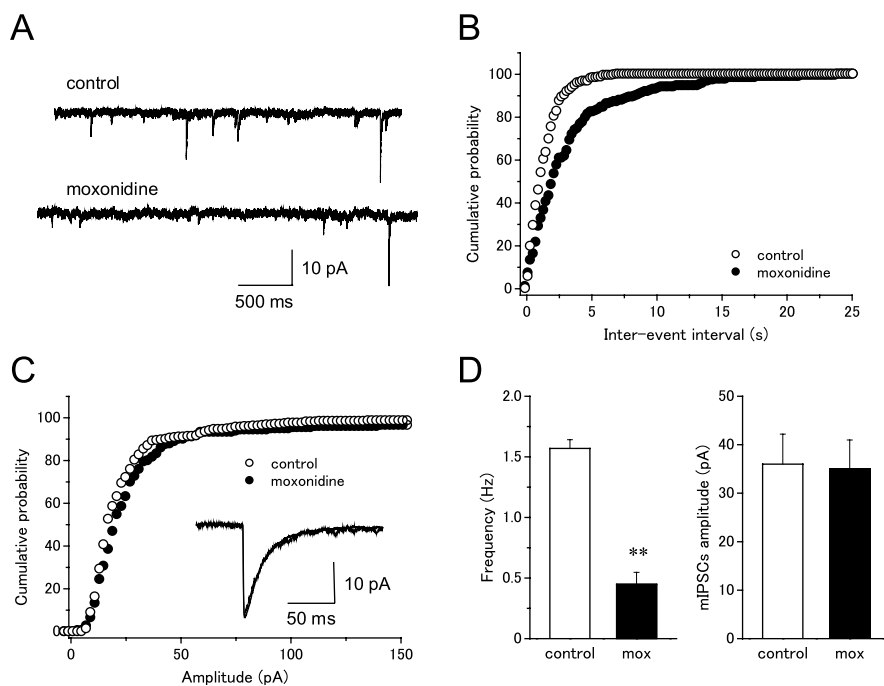 A
control
moxonidine
10 pA
500 ms
B
Cumulative probability
100
80
60
40
20
0
control
moxonidine
0 5 10 15 20 25
Inter-event interval (s)
C
Cumulative probability
100
80
60
40
20
0
control
moxonidine
10 pA
50 ms
0 50 100 150
Amplitude (pA)
D
Frequency (Hz)
2.0
1.5
1.0
0.5
0
**
control mox
mIPSCs amplitude (pA)
50
40
30
20
10
0
control mox